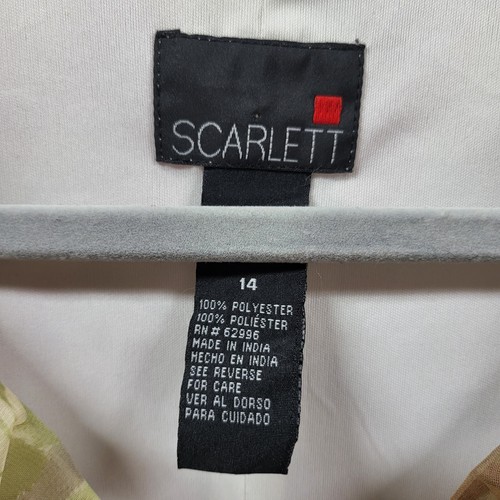 SCARLETT
14
100% POLYESTER
100% POLIÉSTER
RN# 62996
MADE IN INDIA
HECHO EN INDIA
SEE REVERSE
FOR CARE
VER AL DORSO
PARA CUIDADO